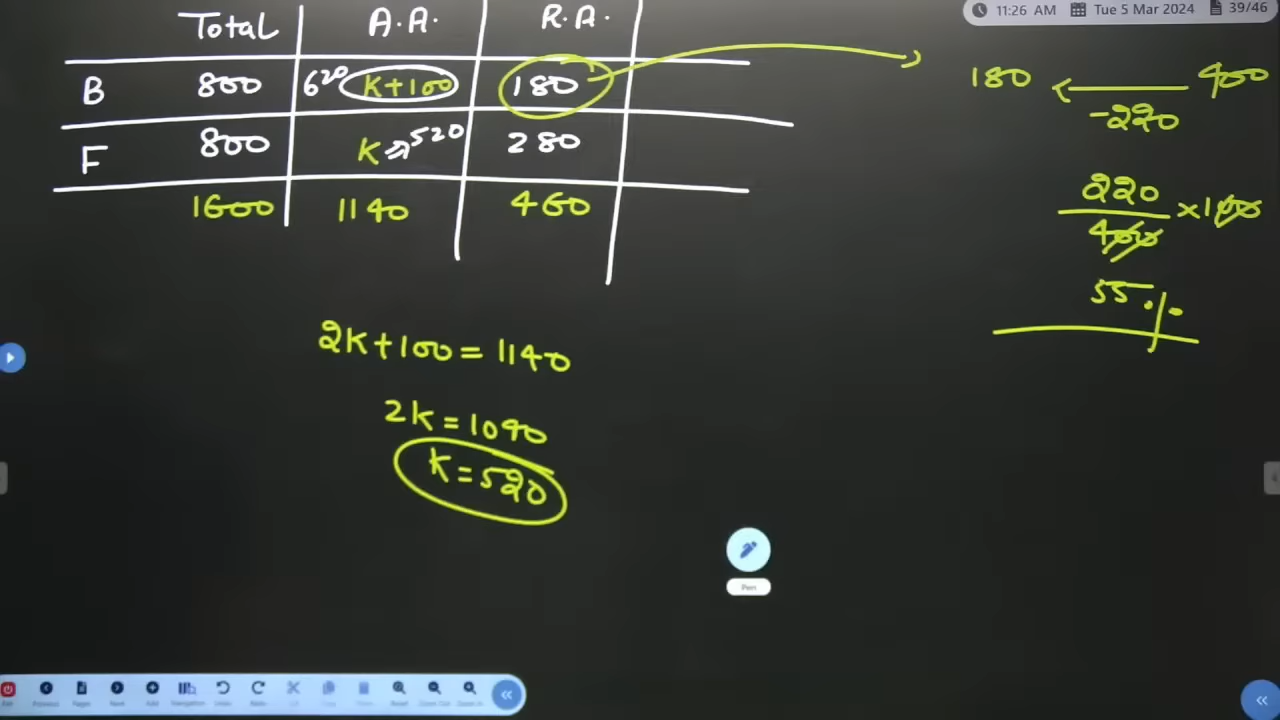 11:26 AM Tue 5 Mar 2024 39/46
Total A.A. R.A.
B 800 620 K+100 180
F 800 K⇒520 280
1600 1140 460
180 ← 400
-220
220/400 ×100
55%
2K+100=1140
2K=1040
K=520
Pen